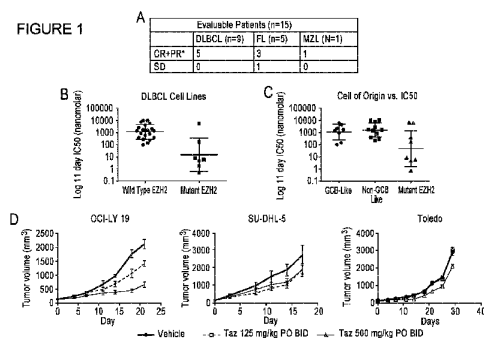 FIGURE 1
A
Evaluable Patients (n=15)
DLBCL (n=9) FL (n=5) MZL (N=1)
CR+PR* 5 3 1
SD 0 1 0
B
DLBCL Cell Lines
Log 11 day IC50 (nanomolar)
100000
10000
1000
100
10
1
0.1
Wild Type EZH2 Mutant EZH2
C
Cell of Origin vs. IC50
Log 11 day IC50 (nanomolar)
100000
10000
1000
100
10
1
0.1
GCB-Like Non-GCB Like Mutant EZH2
D
OCI-LY 19
Tumor volume (mm³)
2500
2000
1500
1000
500
0
0 5 10 15 20 25
Day
SU-DHL-5
Tumor volume (mm³)
4000
3000
2000
1000
0
0 5 10 15 20
Day
Toledo
Tumor volume (mm³)
4000
3000
2000
1000
0
0 10 20 30 40
Days
Vehicle Taz 125 mg/kg PO BID Taz 500 mg/kg PO BID